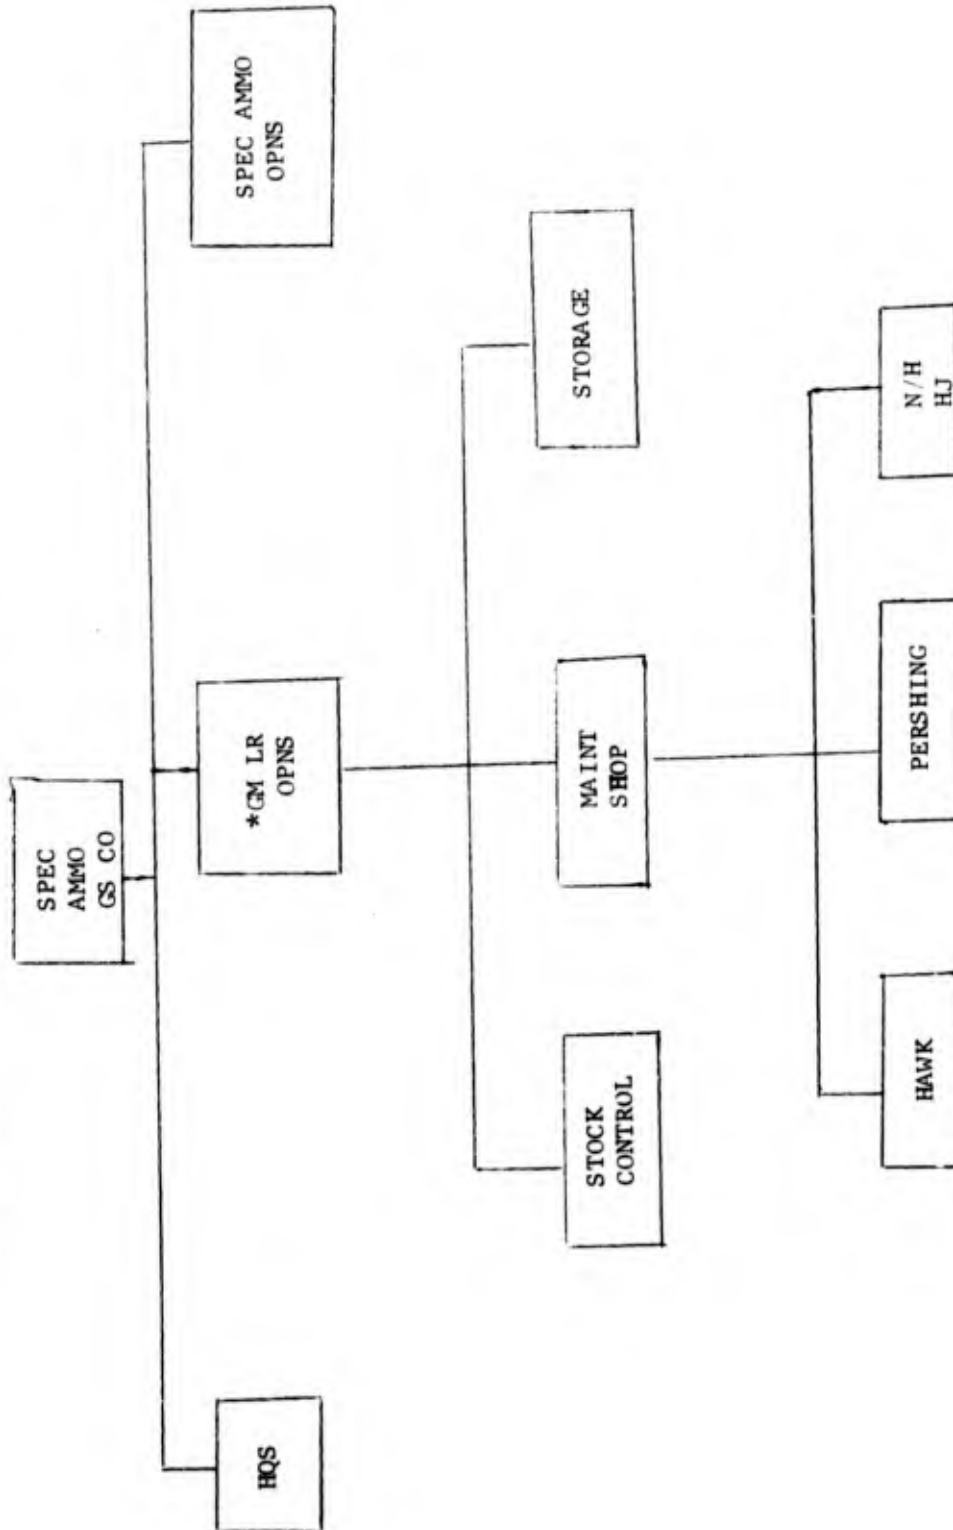 SPEC
AMMO
GS CO
HQS
*GM LR
OPNS
SPEC AMMO
OPNS
STOCK
CONTROL
MAINT
SHOP
STORAGE
HAWK
PERSHING
N/H
HJ